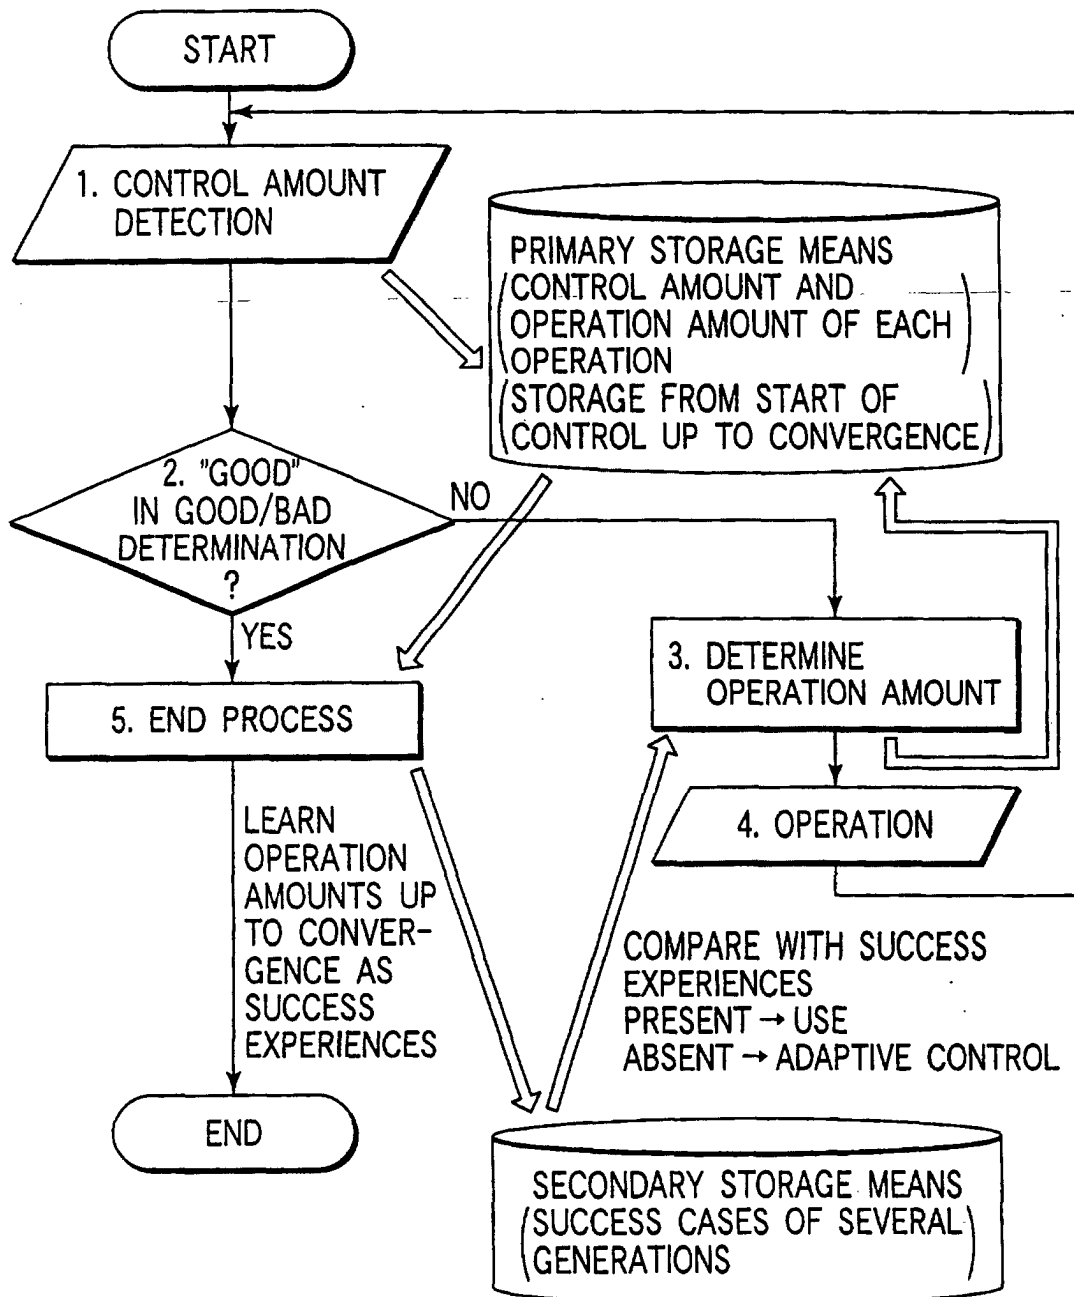 START
1. CONTROL AMOUNT
DETECTION
PRIMARY STORAGE MEANS
(CONTROL AMOUNT AND
OPERATION AMOUNT OF EACH
OPERATION)
(STORAGE FROM START OF
CONTROL UP TO CONVERGENCE)
2. "GOOD"
IN GOOD/BAD
DETERMINATION
?
NO
YES
3. DETERMINE
OPERATION AMOUNT
5. END PROCESS
4. OPERATION
LEARN
OPERATION
AMOUNTS UP
TO CONVER-
GENCE AS
SUCCESS
EXPERIENCES
COMPARE WITH SUCCESS
EXPERIENCES
PRESENT → USE
ABSENT → ADAPTIVE CONTROL
END
SECONDARY STORAGE MEANS
(SUCCESS CASES OF SEVERAL
GENERATIONS)